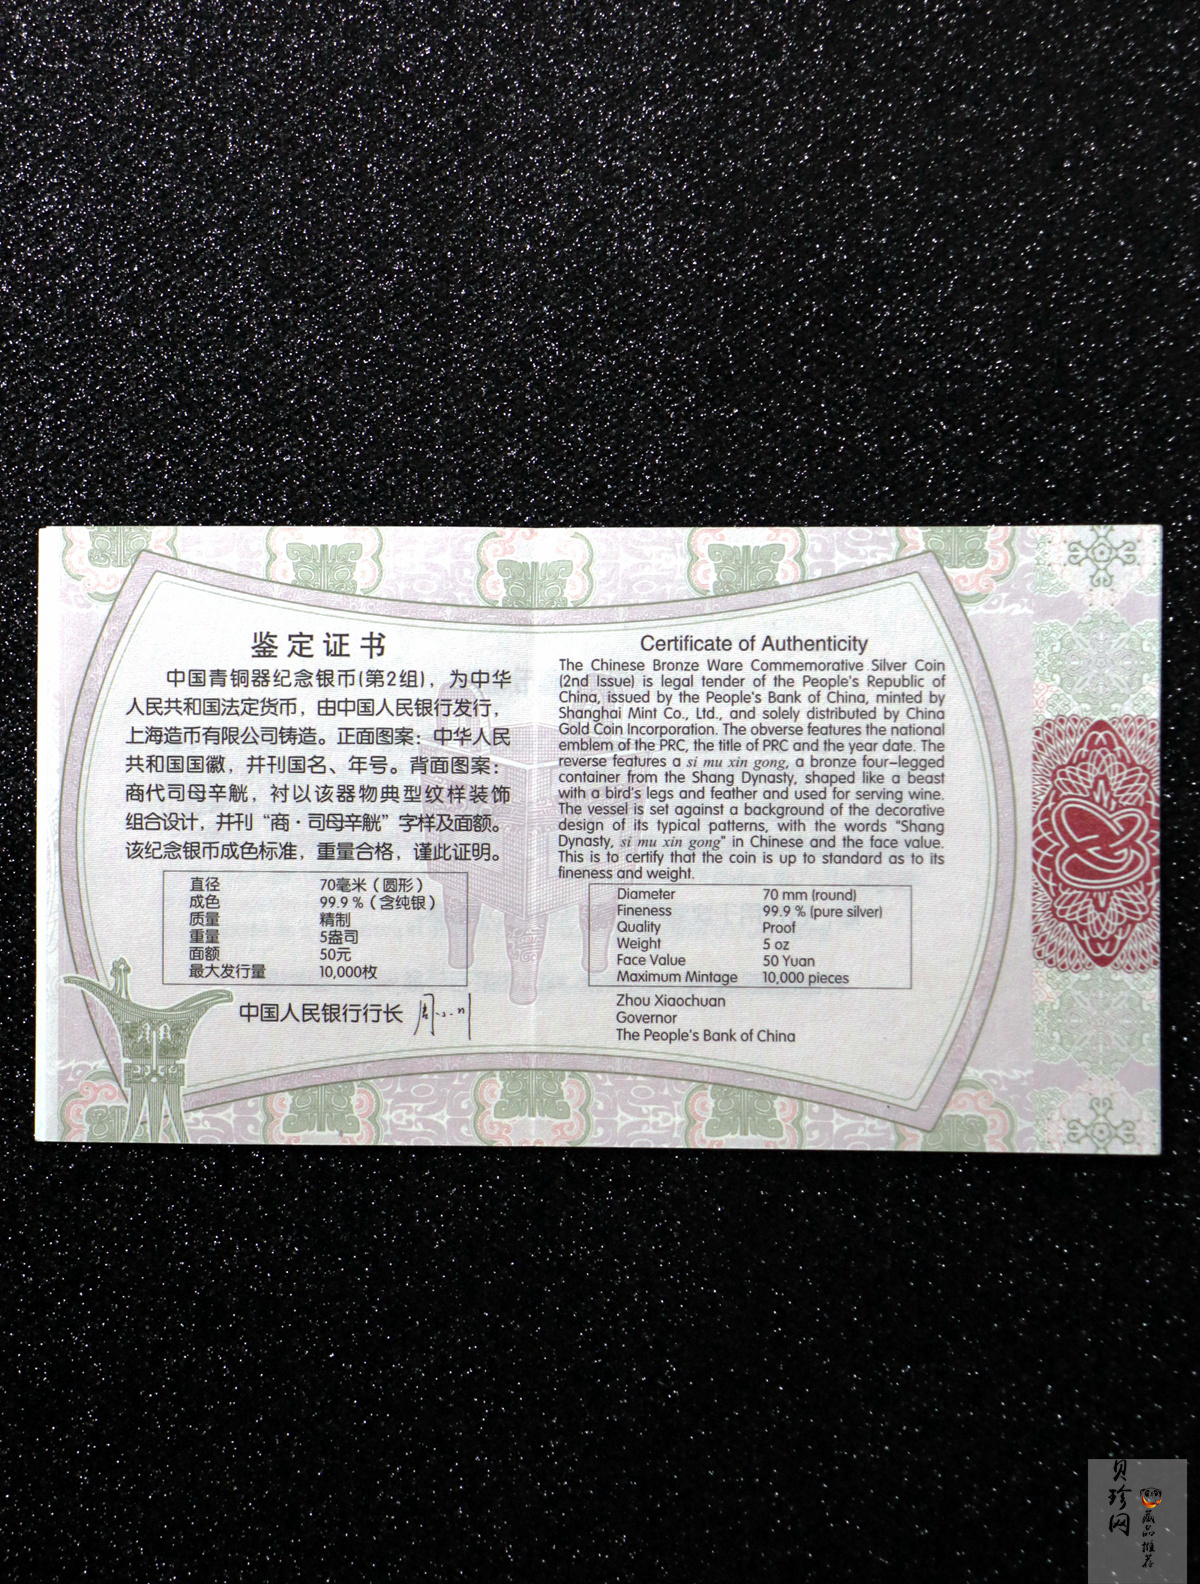 鉴定证书
中国青铜器纪念银币(第2组)，为中华
人民共和国法定货币，由中国人民银行发行，
上海造币有限公司铸造。正面图案：中华人民
共和国国徽，并刊国名、年号。背面图案：
商代司母辛觥，衬以该器物典型纹样装饰
组合设计，并刊“商·司母辛觥”字样及面额。
该纪念银币成色标准，重量合格，谨此证明。
直径 70毫米（圆形）
成色 99.9％（含纯银）
质量 精制
重量 5盎司
面额 50元
最大发行量 10,000枚
中国人民银行行长
Certificate of Authenticity
The Chinese Bronze Ware Commemorative Silver Coin
(2nd Issue) is legal tender of the People's Republic of
China, issued by the People's Bank of China, minted by
Shanghai Mint Co., Ltd., and solely distributed by China
Gold Coin Incorporation. The obverse features the national
emblem of the PRC, the title of PRC and the year date. The
reverse features a si mu xin gong, a bronze four-legged
container from the Shang Dynasty, shaped like a beast
with a bird's legs and feather and used for serving wine.
The vessel is set against a background of the decorative
design of its typical patterns, with the words "Shang
Dynasty, si mu xin gong" in Chinese and the face value.
This is to certify that the coin is up to standard as to its
fineness and weight.
Diameter 70 mm (round)
Fineness 99.9 % (pure silver)
Quality Proof
Weight 5 oz
Face Value 50 Yuan
Maximum Mintage 10,000 pieces
Zhou Xiaochuan
Governor
The People's Bank of China
贝珍网
藏品推荐